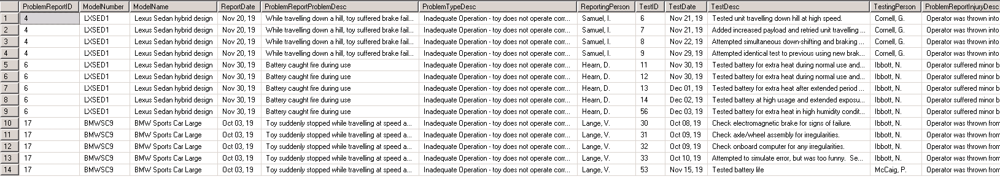 ProblemReportID ModelNumber ModelName ReportDate ProblemReportProblemDesc ProblemTypeDesc ReportingPerson TestID TestDate TestDesc TestingPerson ProblemReportInjuryDesc
1 4 LXSED1 Lexus Sedan hybrid design Nov 20, 19 While travelling down a hill, toy suffered brake fail... Inadequate Operation - toy does not operate corr... Samuel, I. 6 Nov 21, 19 Tested unit travelling down hill at high speed. Cornell, G. Operator was thrown into
2 4 LXSED1 Lexus Sedan hybrid design Nov 20, 19 While travelling down a hill, toy suffered brake fail... Inadequate Operation - toy does not operate corr... Samuel, I. 7 Nov 21, 19 Added increased payload and retried unit travelling ... Cornell, G. Operator was thrown into
3 4 LXSED1 Lexus Sedan hybrid design Nov 20, 19 While travelling down a hill, toy suffered brake fail... Inadequate Operation - toy does not operate corr... Samuel, I. 8 Nov 22, 19 Attempted simultaneous down-shifting and braking ... Cornell, G. Operator was thrown into
4 4 LXSED1 Lexus Sedan hybrid design Nov 20, 19 While travelling down a hill, toy suffered brake fail... Inadequate Operation - toy does not operate corr... Samuel, I. 9 Nov 29, 19 Attempted identical test to previous using new brak... Cornell, G. Operator was thrown into
5 6 LXSED1 Lexus Sedan hybrid design Nov 30, 19 Battery caught fire during use Inadequate Operation - toy does not operate corr... Hearn, D. 11 Nov 30, 19 Tested battery for extra heat during normal use and... Ibbott, N. Operator suffered minor b
6 6 LXSED1 Lexus Sedan hybrid design Nov 30, 19 Battery caught fire during use Inadequate Operation - toy does not operate corr... Hearn, D. 12 Nov 30, 19 Tested battery for extra heat during normal use and... Ibbott, N. Operator suffered minor b
7 6 LXSED1 Lexus Sedan hybrid design Nov 30, 19 Battery caught fire during use Inadequate Operation - toy does not operate corr... Hearn, D. 13 Dec 01, 19 Tested battery for extra heat after extended period ... Ibbott, N. Operator suffered minor b
8 6 LXSED1 Lexus Sedan hybrid design Nov 30, 19 Battery caught fire during use Inadequate Operation - toy does not operate corr... Hearn, D. 14 Dec 02, 19 Tested battery at high usage and extended exposu... Ibbott, N. Operator suffered minor b
9 6 LXSED1 Lexus Sedan hybrid design Nov 30, 19 Battery caught fire during use Inadequate Operation - toy does not operate corr... Hearn, D. 56 Dec 03, 19 Tested battery for extra heat in high humidity condit... Ibbott, N. Operator suffered minor b
10 17 BMWSC9 BMW Sports Car Large Oct 03, 19 Toy suddenly stopped while travelling at speed a... Inadequate Operation - toy does not operate corr... Lange, V. 30 Oct 08, 19 Check electromagnetic brake for signs of failure. Ibbott, N. Operator was thrown from
11 17 BMWSC9 BMW Sports Car Large Oct 03, 19 Toy suddenly stopped while travelling at speed a... Inadequate Operation - toy does not operate corr... Lange, V. 31 Oct 09, 19 Check axle/wheel assembly for irregularities. Ibbott, N. Operator was thrown from
12 17 BMWSC9 BMW Sports Car Large Oct 03, 19 Toy suddenly stopped while travelling at speed a... Inadequate Operation - toy does not operate corr... Lange, V. 32 Oct 09, 19 Check onboard computer for any irregularities. Ibbott, N. Operator was thrown from
13 17 BMWSC9 BMW Sports Car Large Oct 03, 19 Toy suddenly stopped while travelling at speed a... Inadequate Operation - toy does not operate corr... Lange, V. 33 Oct 10, 19 Attempted to simulate error, but was too funny. Se... Ibbott, N. Operator was thrown from
14 17 BMWSC9 BMW Sports Car Large Oct 03, 19 Toy suddenly stopped while travelling at speed a... Inadequate Operation - toy does not operate corr... Lange, V. 53 Nov 15, 19 Tested battery life McCaig, P. Operator was thrown from